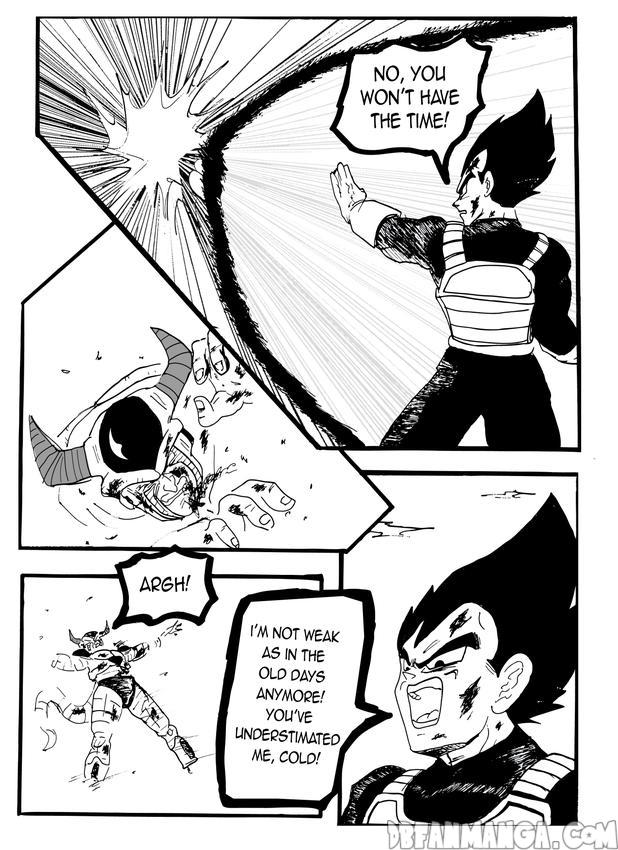 NO, YOU
WON'T HAVE
THE TIME!
ARGH!
I'M NOT WEAK
AS IN THE
OLD DAYS
ANYMORE!
YOU'VE
UNDERSTIMATED
ME, COLD!
DBFANMANGA.COM